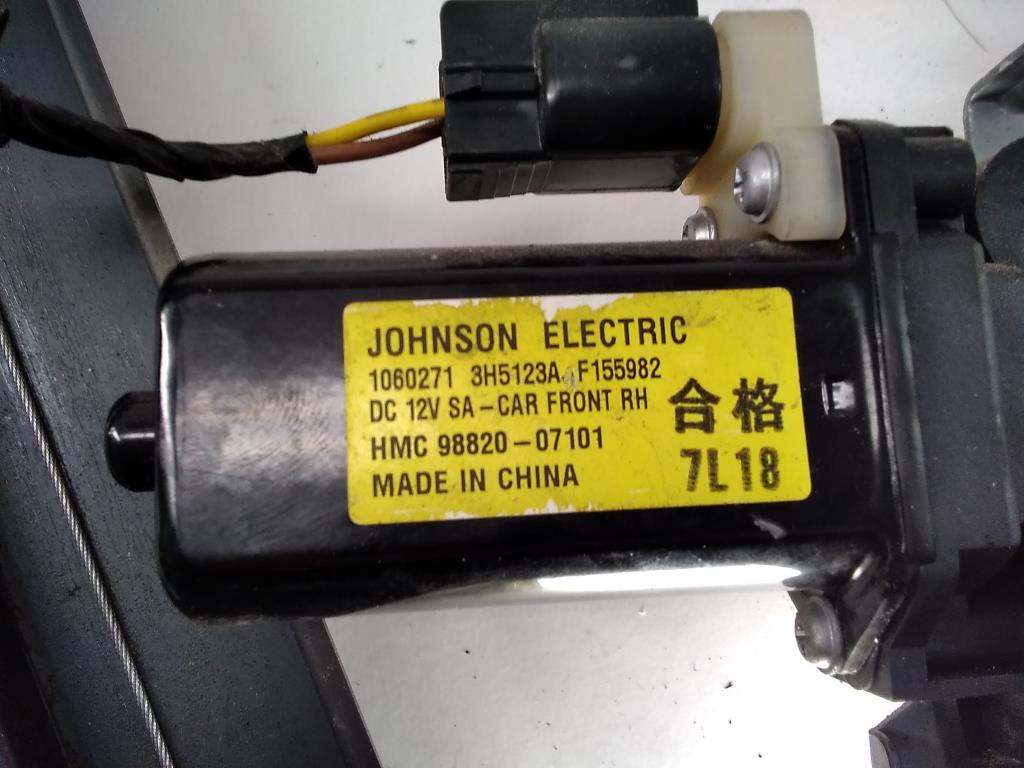 JOHNSON ELECTRIC
1060271 3H5123A F155982
DC 12V SA-CAR FRONT RH
HMC 98820-07101
MADE IN CHINA
合格
7L18